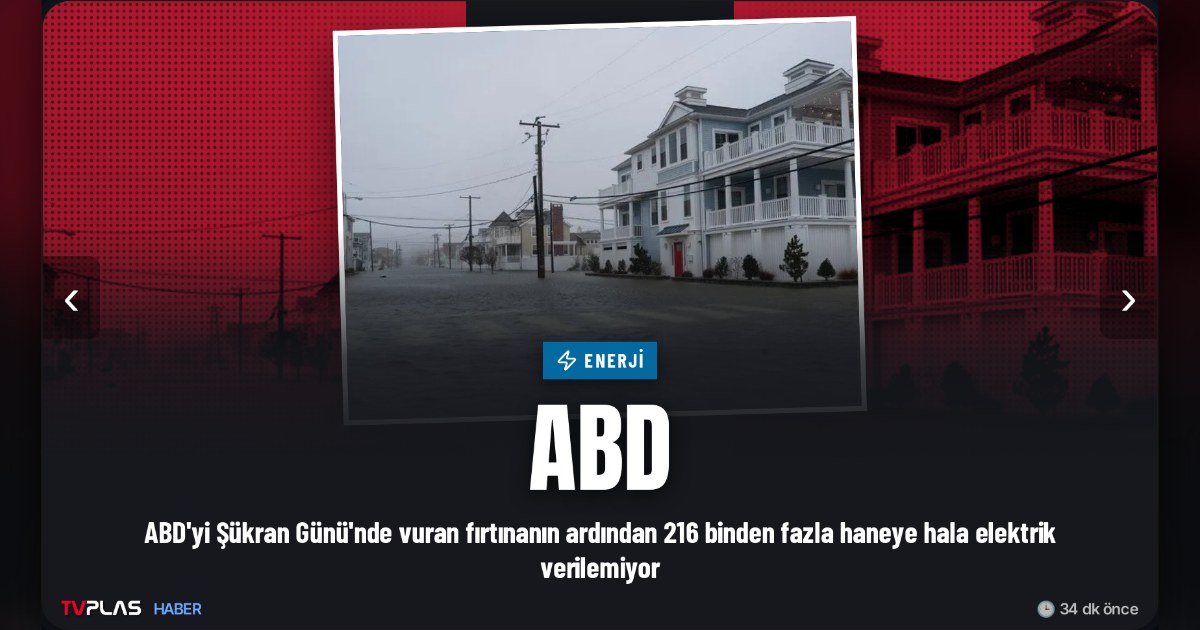 ENERJİ
ABD
ABD'yi Şükran Günü'nde vuran fırtınanın ardından 216 binden fazla haneye hala elektrik
verilemiyor
TVPLAS HABER
34 dk önce